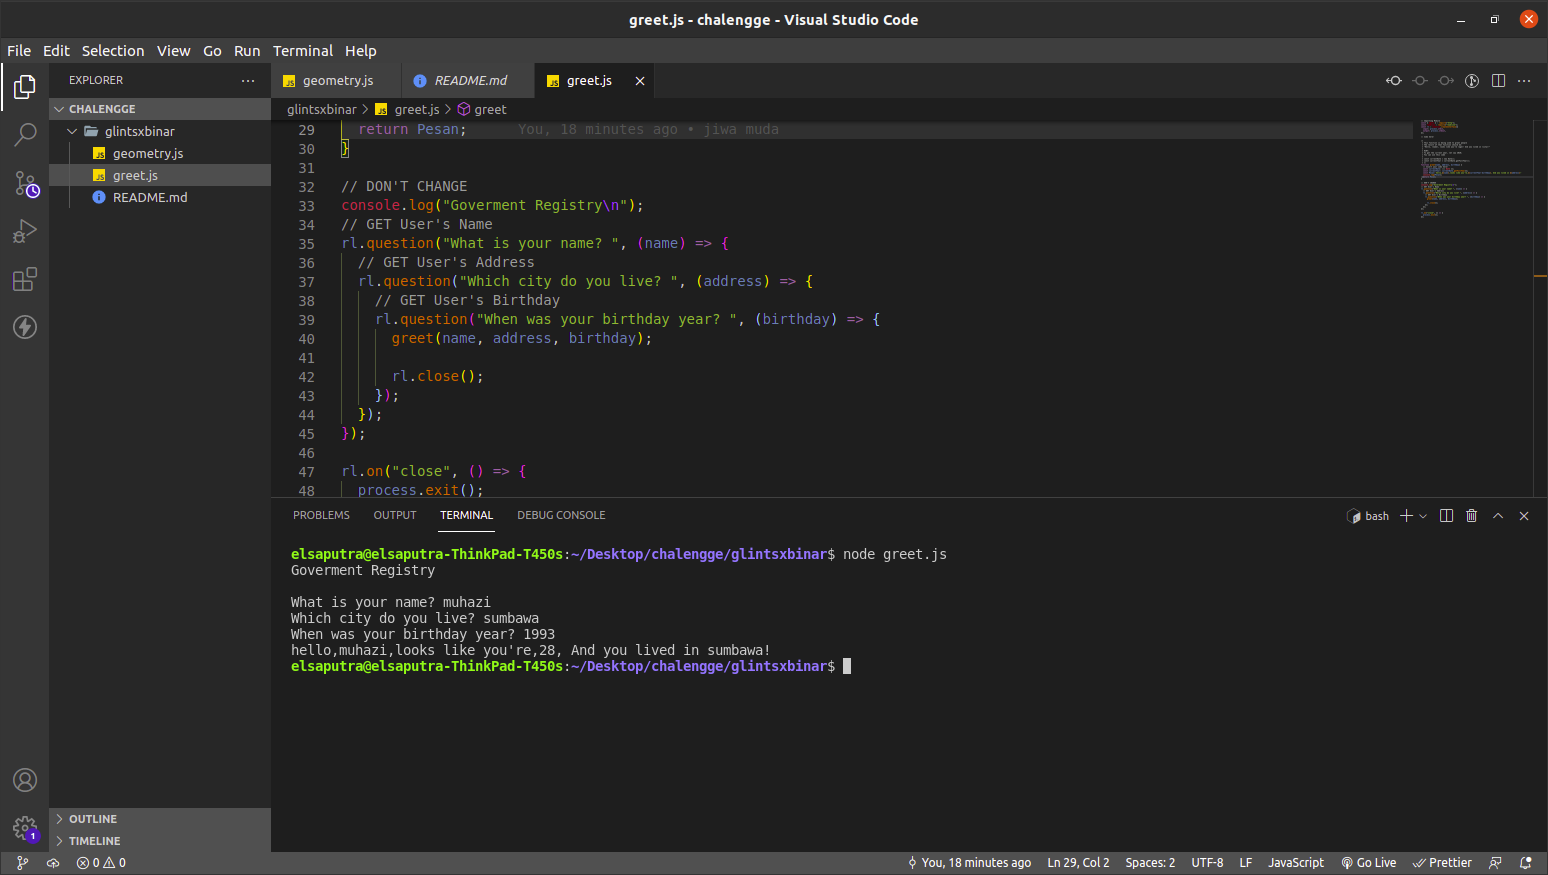 greet.js - chalengge - Visual Studio Code
File Edit Selection View Go Run Terminal Help
EXPLORER
CHALENGGE
glintsxbinar
geometry.js
greet.js
README.md
OUTLINE
TIMELINE
geometry.js README.md greet.js
glintsxbinar > greet.js > greet
29 return Pesan; You, 18 minutes ago • jiwa muda
30 }
31
32 // DON'T CHANGE
33 console.log("Goverment Registry\n");
34 // GET User's Name
35 rl.question("What is your name? ", (name) => {
36 // GET User's Address
37 rl.question("Which city do you live? ", (address) => {
38 // GET User's Birthday
39 rl.question("When was your birthday year? ", (birthday) => {
40 greet(name, address, birthday);
41
42 rl.close();
43 });
44 });
45 });
46
47 rl.on("close", () => {
48 process.exit();
PROBLEMS OUTPUT TERMINAL DEBUG CONSOLE
bash
elsaputra@elsaputra-ThinkPad-T450s:~/Desktop/chalengge/glintsxbinar$ node greet.js
Goverment Registry
What is your name? muhazi
Which city do you live? sumbawa
When was your birthday year? 1993
hello,muhazi,looks like you're,28, And you lived in sumbawa!
elsaputra@elsaputra-ThinkPad-T450s:~/Desktop/chalengge/glintsxbinar$
1
0 0 You, 18 minutes ago Ln 29, Col 2 Spaces: 2 UTF-8 LF JavaScript Go Live Prettier